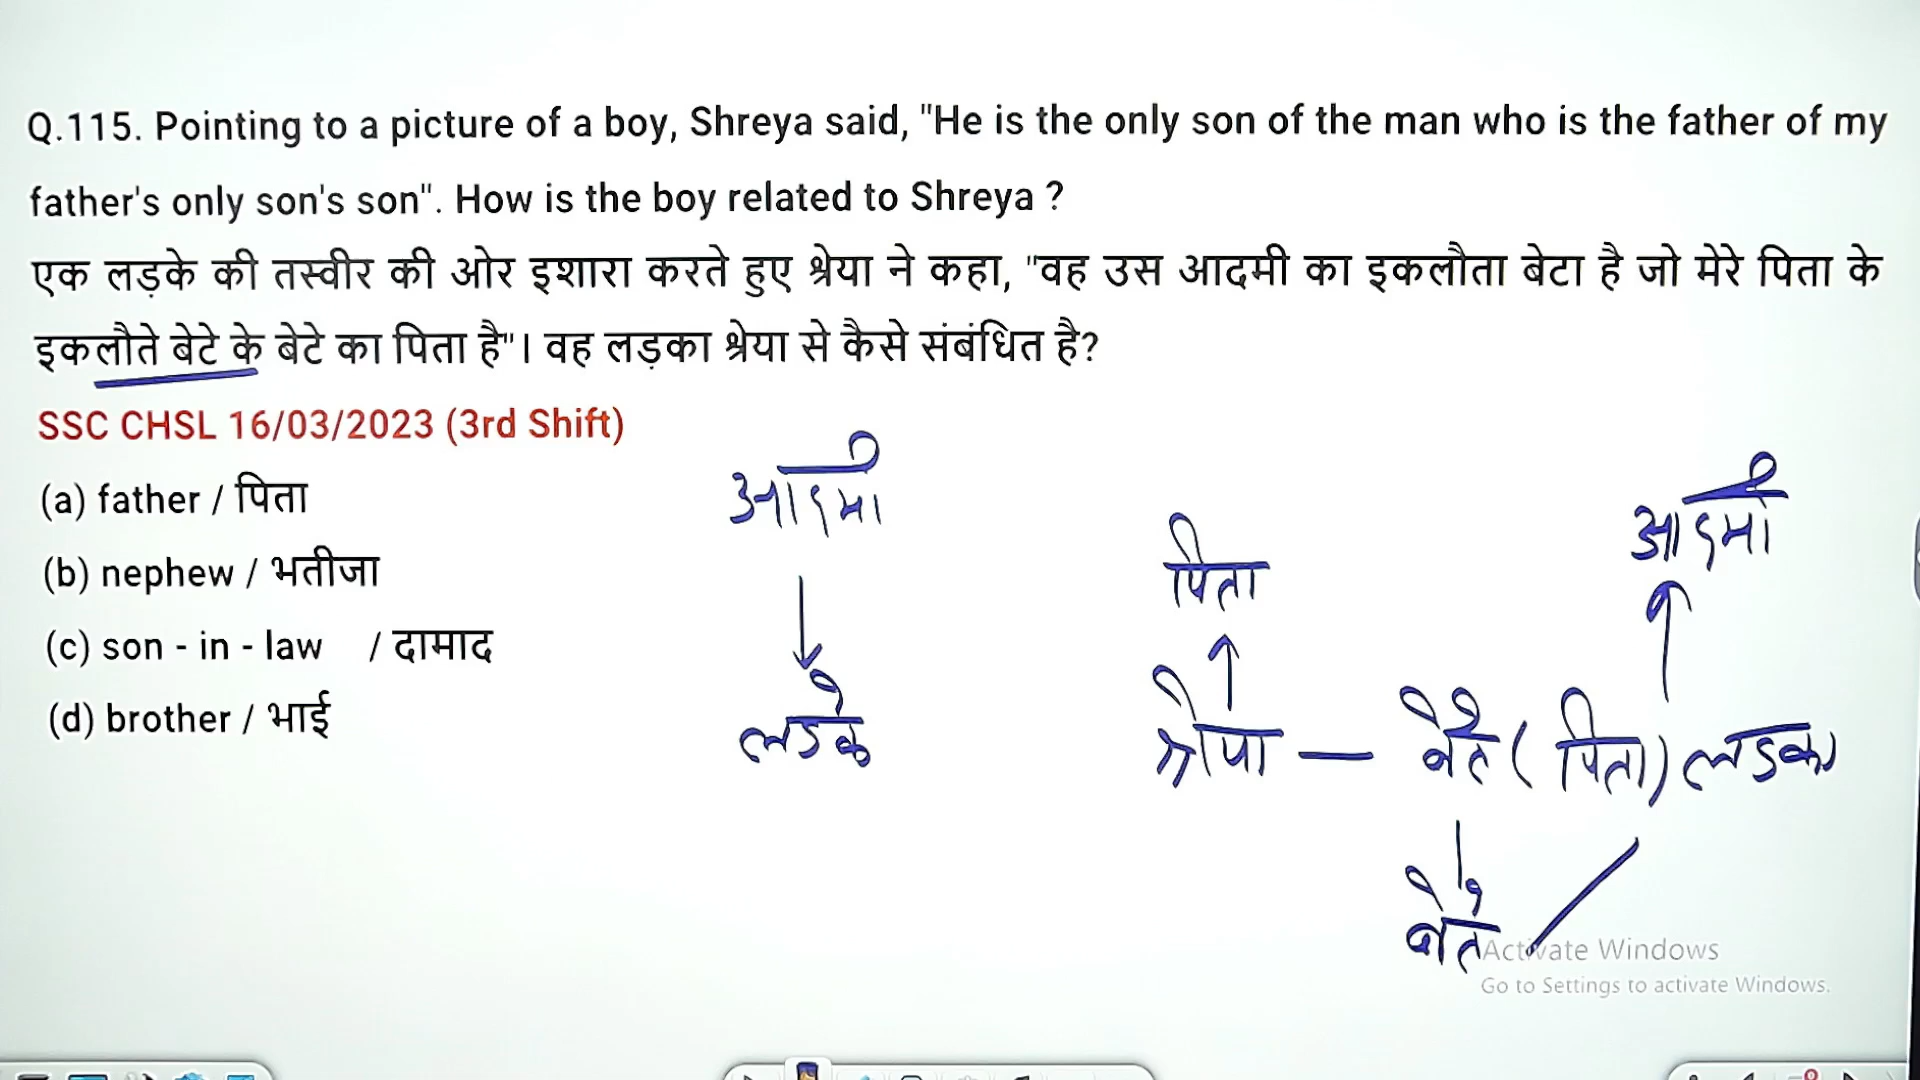 Q.115. Pointing to a picture of a boy, Shreya said, "He is the only son of the man who is the father of my
father's only son's son". How is the boy related to Shreya ?
एक लड़के की तस्वीर की ओर इशारा करते हुए श्रेया ने कहा, "वह उस आदमी का इकलौता बेटा है जो मेरे पिता के
इकलौते बेटे के बेटे का पिता है"। वह लड़का श्रेया से कैसे संबंधित है?
SSC CHSL 16/03/2023 (3rd Shift)
(a) father / पिता
(b) nephew / भतीजा
(c) son - in - law / दामाद
(d) brother / भाई
आदमी
लडके
पिता
आदमी
श्रेया — बेटे (पिता) लडका
बेटे
Activate Windows
Go to Settings to activate Windows.